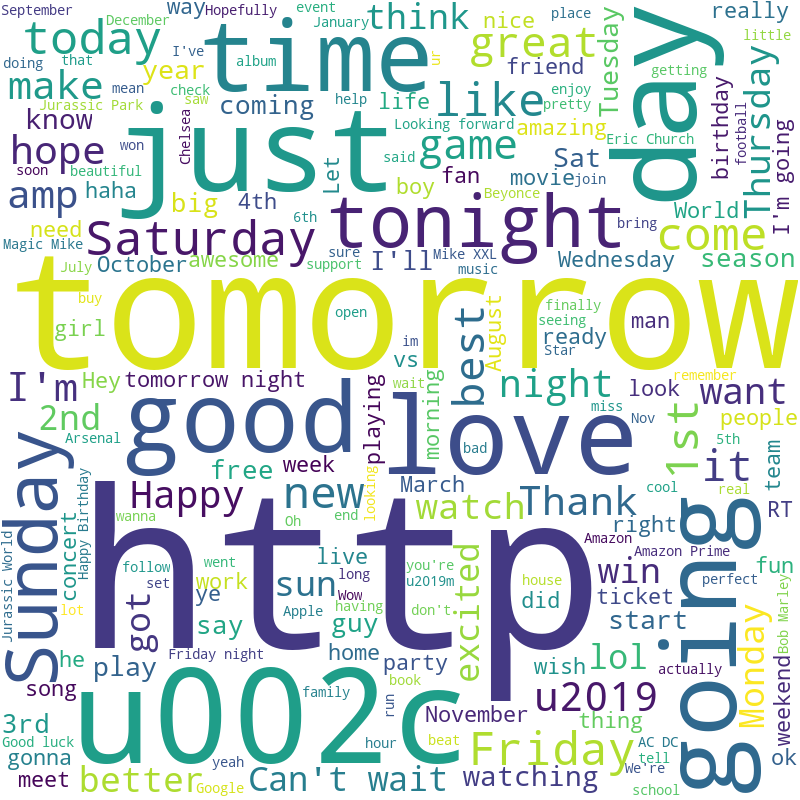 September
December
way
Hopefully
event
January
place
today
I've
time
think
nice
really
doing
that
album
ur
great
Tuesday
day
little
make
year
mean
check
saw
help
like
friend
getting
Jurassic Park
coming
life
enjoy
pretty
Thursday
know
just
Looking forward
amazing
birthday
football
I'm going
soon
won
Chelsea
said
game
Eric Church
hope
beautiful
Let
boy
fan
movie
Sat
join
amp
haha
big
4th
Beyonce
World
need
6th
tonight
bring
come
Magic Mike
Saturday
sure
Mike XXL
music
Wednesday
season
July
October
awesome
support
I'll
buy
tomorrow
open
finally
seeing
girl
im
vs
best
August
ready
Star
man
I'm
Hey
tomorrow night
wait
morning
night
look
remember
want
2nd
good
playing
love
miss
Nov
1st
people
Arsenal
free
week
bad
5th
it
team
Sunday
Happy Birthday
concert
Happy
looking
March
cool
real
new
watch
Thank
RT
wanna
Oh
end
right
Amazon
http
Jurassic World
follow
went
live
you're
excited
win
Amazon Prime
fun
set
work
sun
long
u2019m
house
perfect
lot
got
ye
Apple
Wow
having
don't
did
ticket
going
Bob Marley
he
say
guy
start
Monday
play
Friday night
home
party
wish
lol
actually
weekend
song
book
family
run
u2019
3rd
u002c
November
thing
Good luck
gonna
hour
beat
Friday
AC DC
tell
ok
meet
better
yeah
Google
Can't wait
watching
We're
school